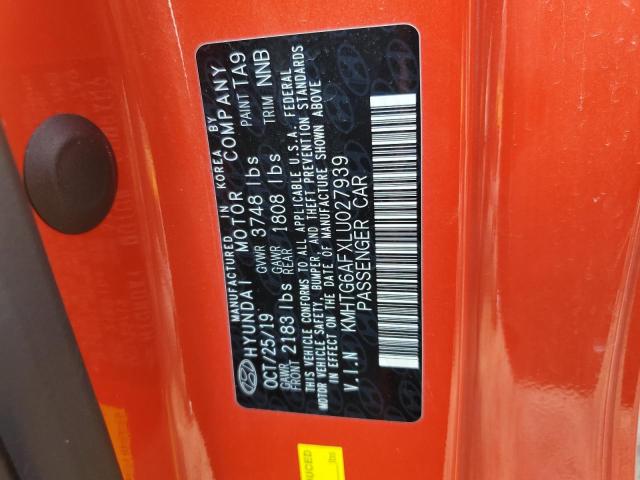 MANUFACTURED IN KOREA BY
HYUNDAI MOTOR COMPANY
OCT/25/19 GVWR 3748 lbs PAINT TA9
GAWR FRONT 2183 lbs GAWR REAR 1808 lbs TRIM NNB
THIS VEHICLE CONFORMS TO ALL APPLICABLE U.S.A. FEDERAL
MOTOR VEHICLE SAFETY, BUMPER, AND THEFT PREVENTION STANDARDS
IN EFFECT ON THE DATE OF MANUFACTURE SHOWN ABOVE
V.I.N KMHTG6AFXLU027939
PASSENGER CAR
DUCED
lbs